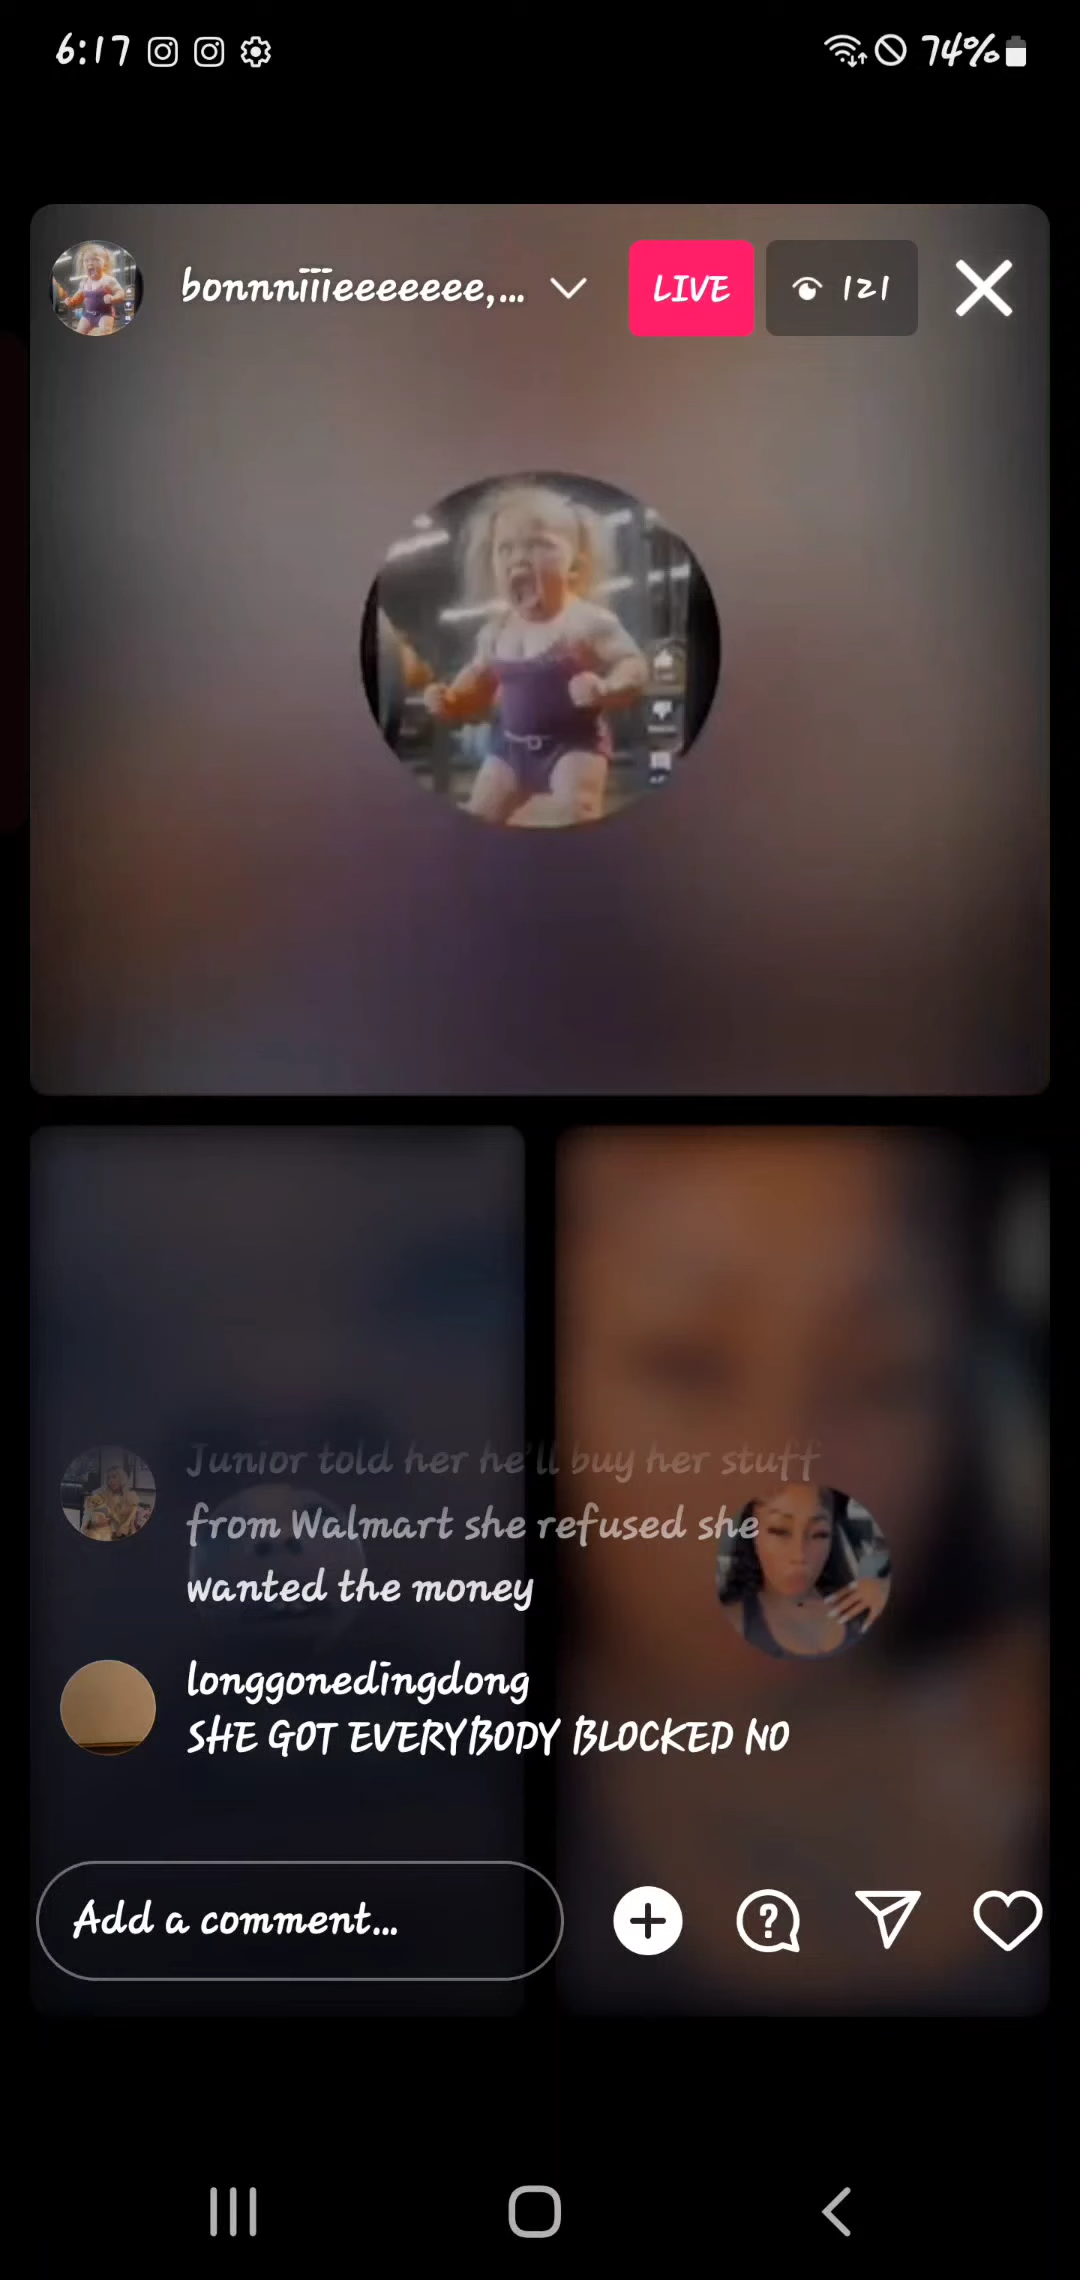 6:17 74%
bonnnïïïeeeeeee,... LIVE 121
Junior told her he'll buy her stuff
from Walmart she refused she
wanted the money
longgonedingdong
SHE GOT EVERYBODY BLOCKED NO
Add a comment...